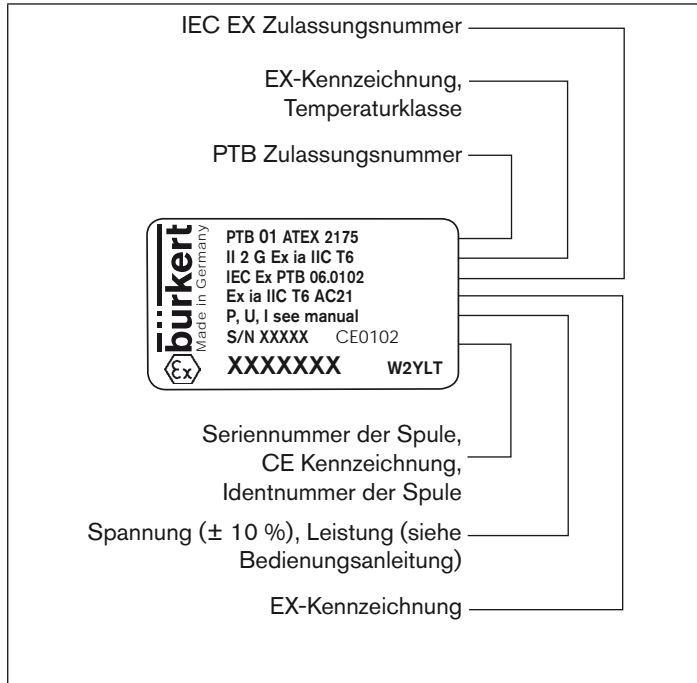 IEC EX Zulassungsnummer
EX-Kennzeichnung,
Temperaturklasse
PTB Zulassungsnummer
bürkert
Made in Germany
Ex
PTB 01 ATEX 2175
II 2 G Ex ia IIC T6
IEC Ex PTB 06.0102
Ex ia IIC T6 AC21
P, U, I see manual
S/N XXXXX CE0102
XXXXXXX W2YLT
Seriennummer der Spule,
CE Kennzeichnung,
Identnummer der Spule
Spannung (± 10 %), Leistung (siehe
Bedienungsanleitung)
EX-Kennzeichnung